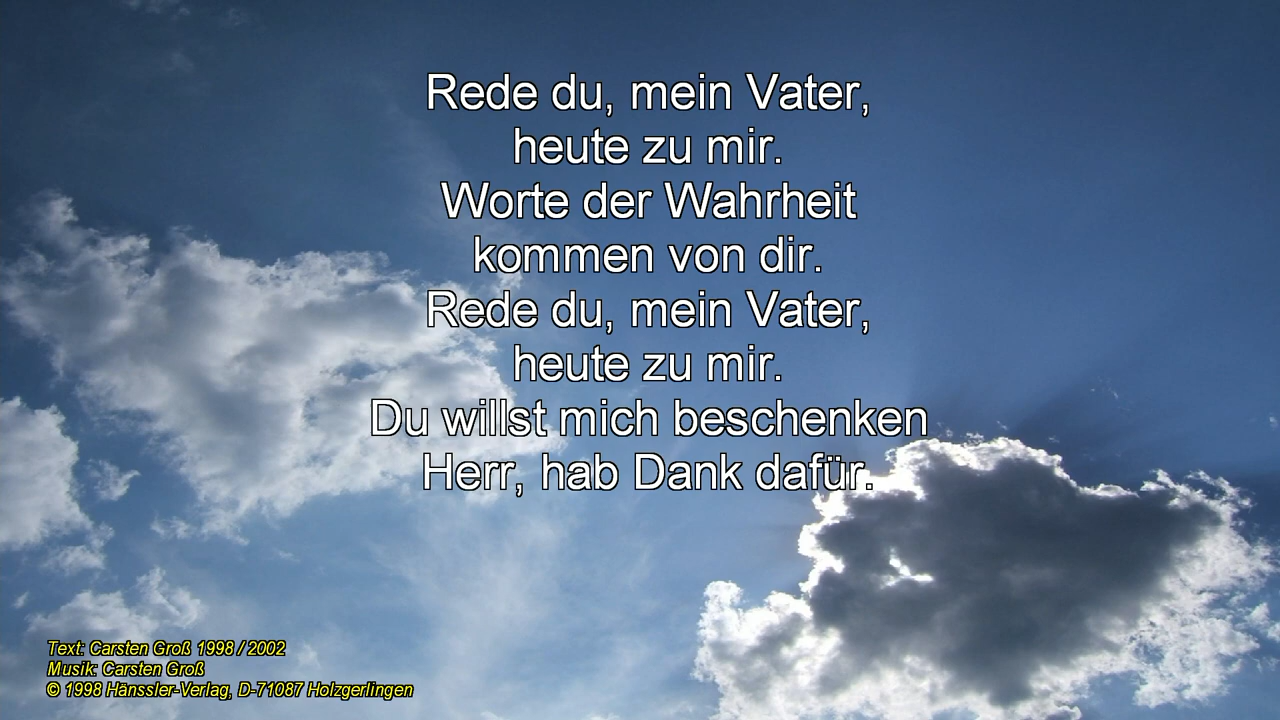 Rede du, mein Vater,
heute zu mir.
Worte der Wahrheit
kommen von dir.
Rede du, mein Vater,
heute zu mir.
Du willst mich beschenken
Herr, hab Dank dafür.
Text: Carsten Groß 1998 / 2002
Musik: Carsten Groß
© 1998 Hänssler-Verlag, D-71087 Holzgerlingen